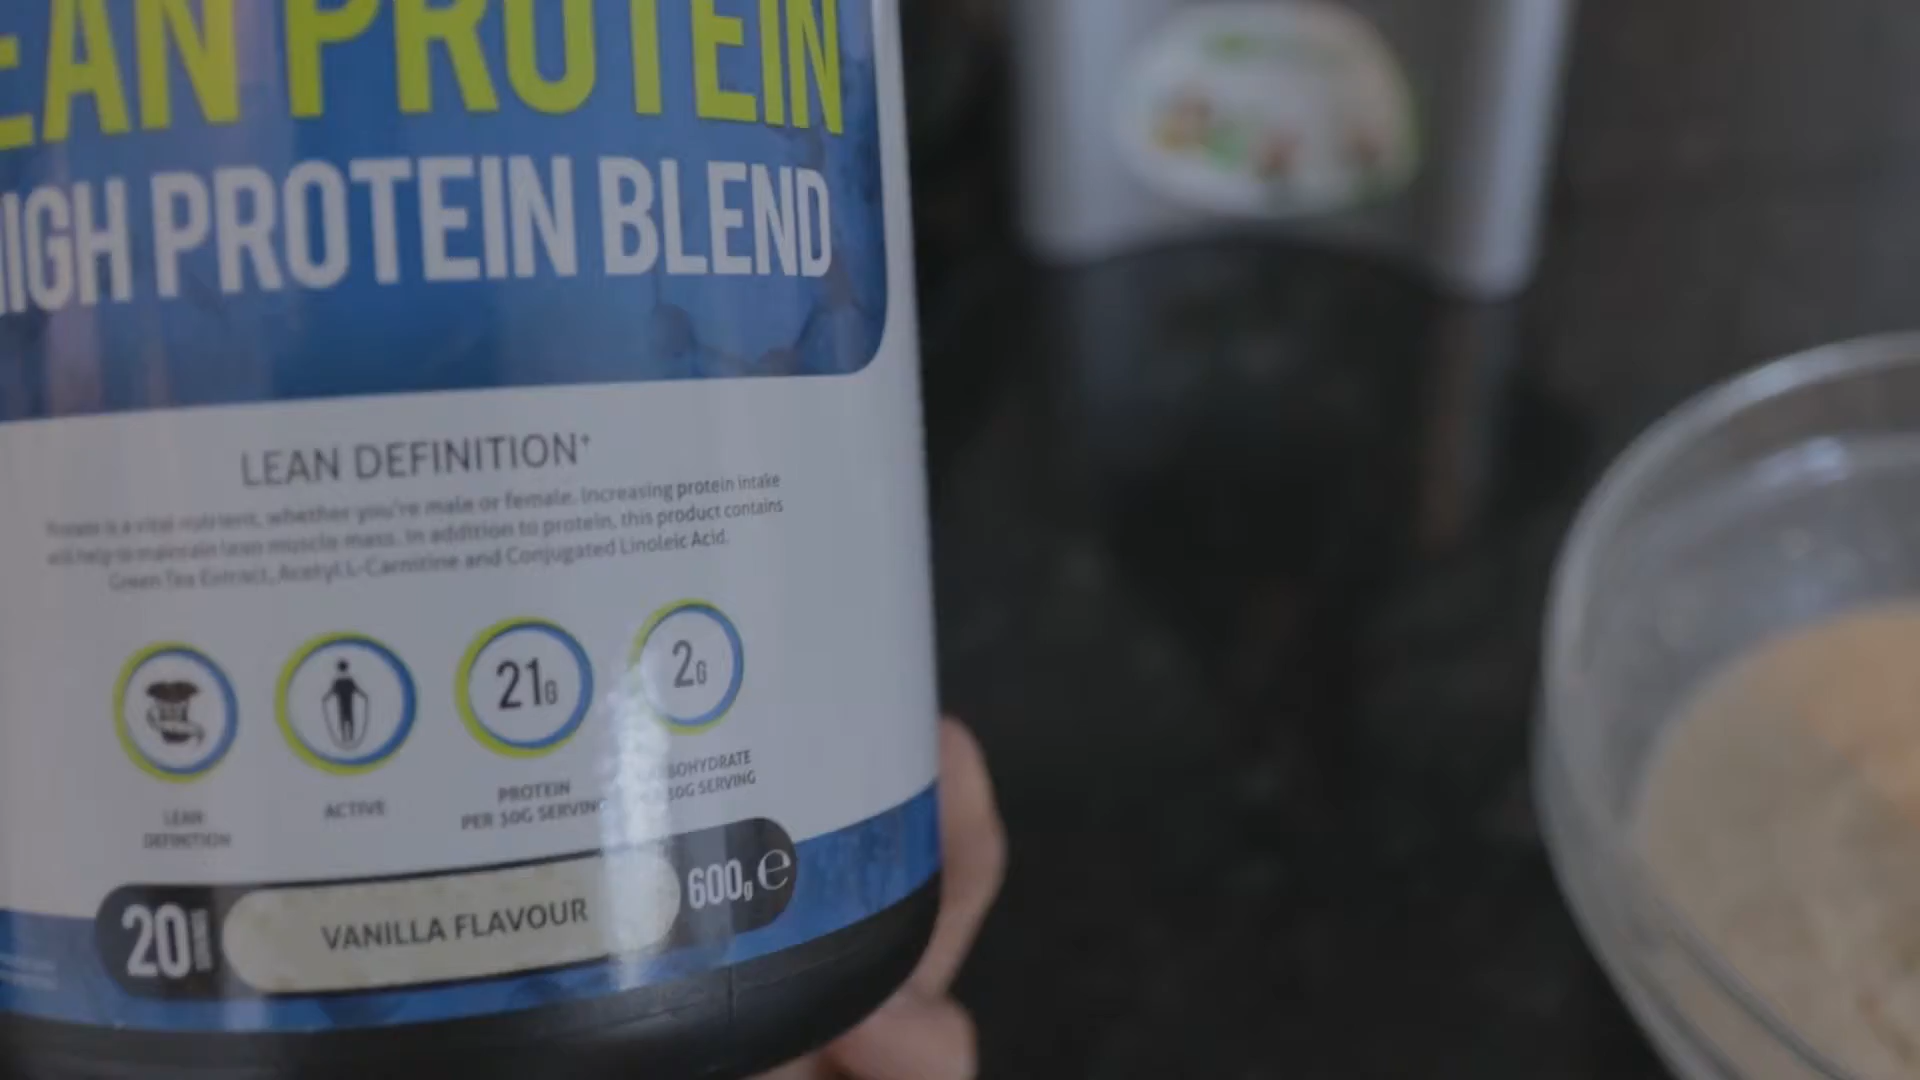 EAN PROTEIN
HIGH PROTEIN BLEND
LEAN DEFINITION+
Protein is a vital nutrient, whether you're male or female. Increasing protein intake
will help to maintain lean muscle mass. In addition to protein, this product contains
Green Tea Extract, Acetyl L-Carnitine and Conjugated Linoleic Acid.
21G
2G
LEAN
DEFINITION
ACTIVE
PROTEIN
PER 30G SERVING
BOHYDRATE
30G SERVING
20
VANILLA FLAVOUR
600g e